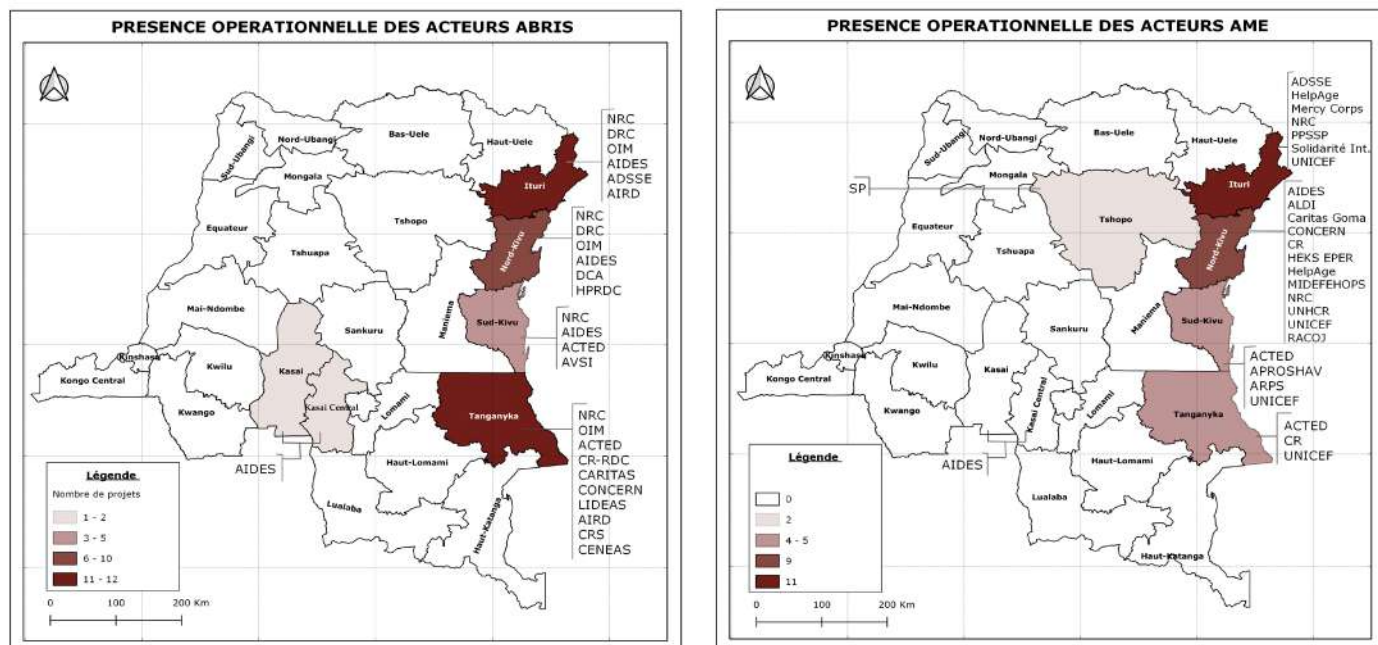 PRESENCE OPERATIONNELLE DES ACTEURS ABRIS
Sud-Ubangi
Nord-Ubangi
Bas-Uele
Haut-Uele
Mongala
Ituri
Equateur
Tshopo
Tshuapa
Nord-Kivu
Mai-Ndombe
Sankuru
Maniema
Sud-Kivu
Kinshasa
Kongo Central
Kwilu
Kasai
Kwango
Kasai Central
Lomami
Tanganyka
Haut-Lomami
Lualaba
Haut-Katanga
NRC
DRC
OIM
AIDES
ADSSE
AIRD
NRC
DRC
OIM
AIDES
DCA
HPRDC
NRC
AIDES
ACTED
AVSI
NRC
OIM
ACTED
CR-RDC
CARITAS
CONCERN
LIDEAS
AIRD
CRS
CENEAS
AIDES
Légende
Nombre de projets
1 - 2
3 - 5
6 - 10
11 - 12
0 100 200 Km
PRESENCE OPERATIONNELLE DES ACTEURS AME
Sud-Ubangi
Nord-Ubangi
Bas-Uele
Haut-Uele
Mongala
Ituri
SP
Equateur
Tshopo
Tshuapa
Nord-Kivu
Mai-Ndombe
Sankuru
Maniema
Sud-Kivu
Kinshasa
Kongo Central
Kwilu
Kasai
Kwango
Kasai Central
Lomami
Tanganyka
Haut-Lomami
Lualaba
Haut-Katanga
ADSSE
HelpAge
Mercy Corps
NRC
PPSSP
Solidarité Int.
UNICEF
AIDES
ALDI
Caritas Goma
CONCERN
CR
HEKS EPER
HelpAge
MIDEFEHOPS
NRC
UNHCR
UNICEF
RACOJ
ACTED
APROSHAV
ARPS
UNICEF
ACTED
CR
UNICEF
AIDES
Légende
0
2
4 - 5
9
11
0 100 200 Km